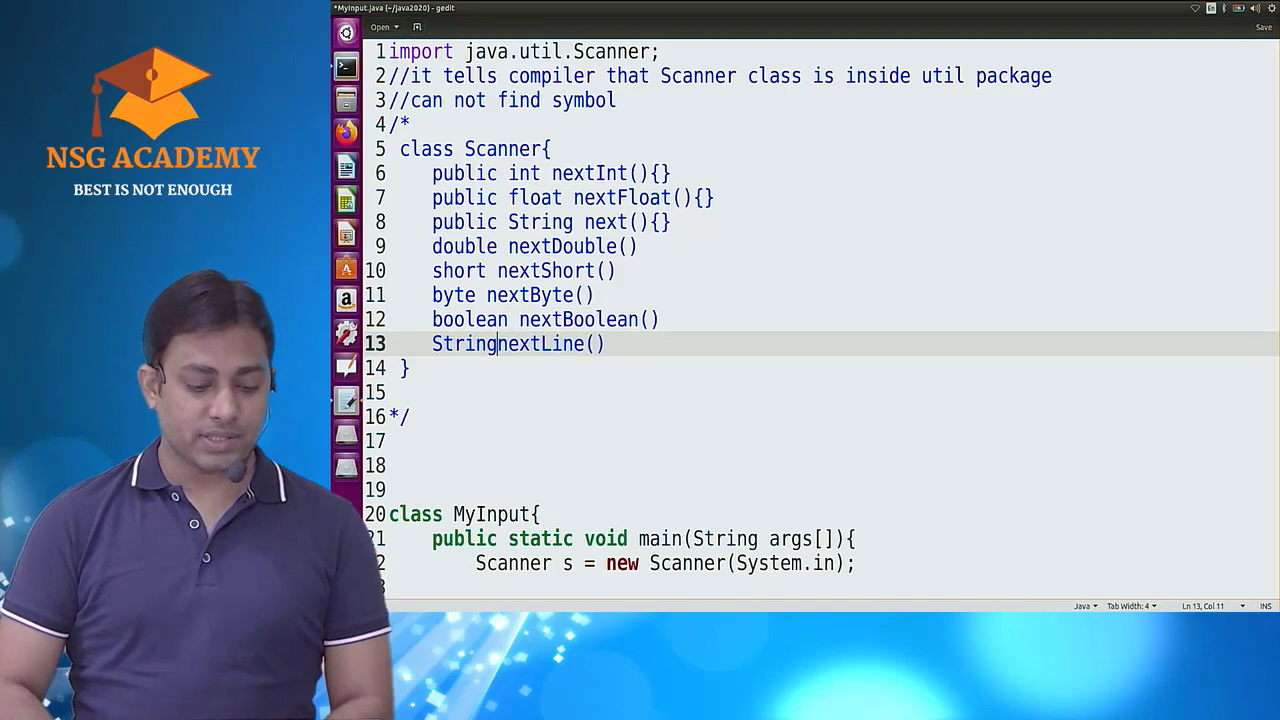 NSG ACADEMY
BEST IS NOT ENOUGH
*MyInput.java (~/java2020) - gedit
En
Open
Save
1 import java.util.Scanner;
2 //it tells compiler that Scanner class is inside util package
3 //can not find symbol
4 /*
5 class Scanner{
6 public int nextInt(){}
7 public float nextFloat(){}
8 public String next(){}
9 double nextDouble()
10 short nextShort()
11 byte nextByte()
12 boolean nextBoolean()
13 StringnextLine()
14 }
15
16 */
17
18
19
20 class MyInput{
21 public static void main(String args[]){
2 Scanner s = new Scanner(System.in);
Java Tab Width: 4 Ln 13, Col 11 INS